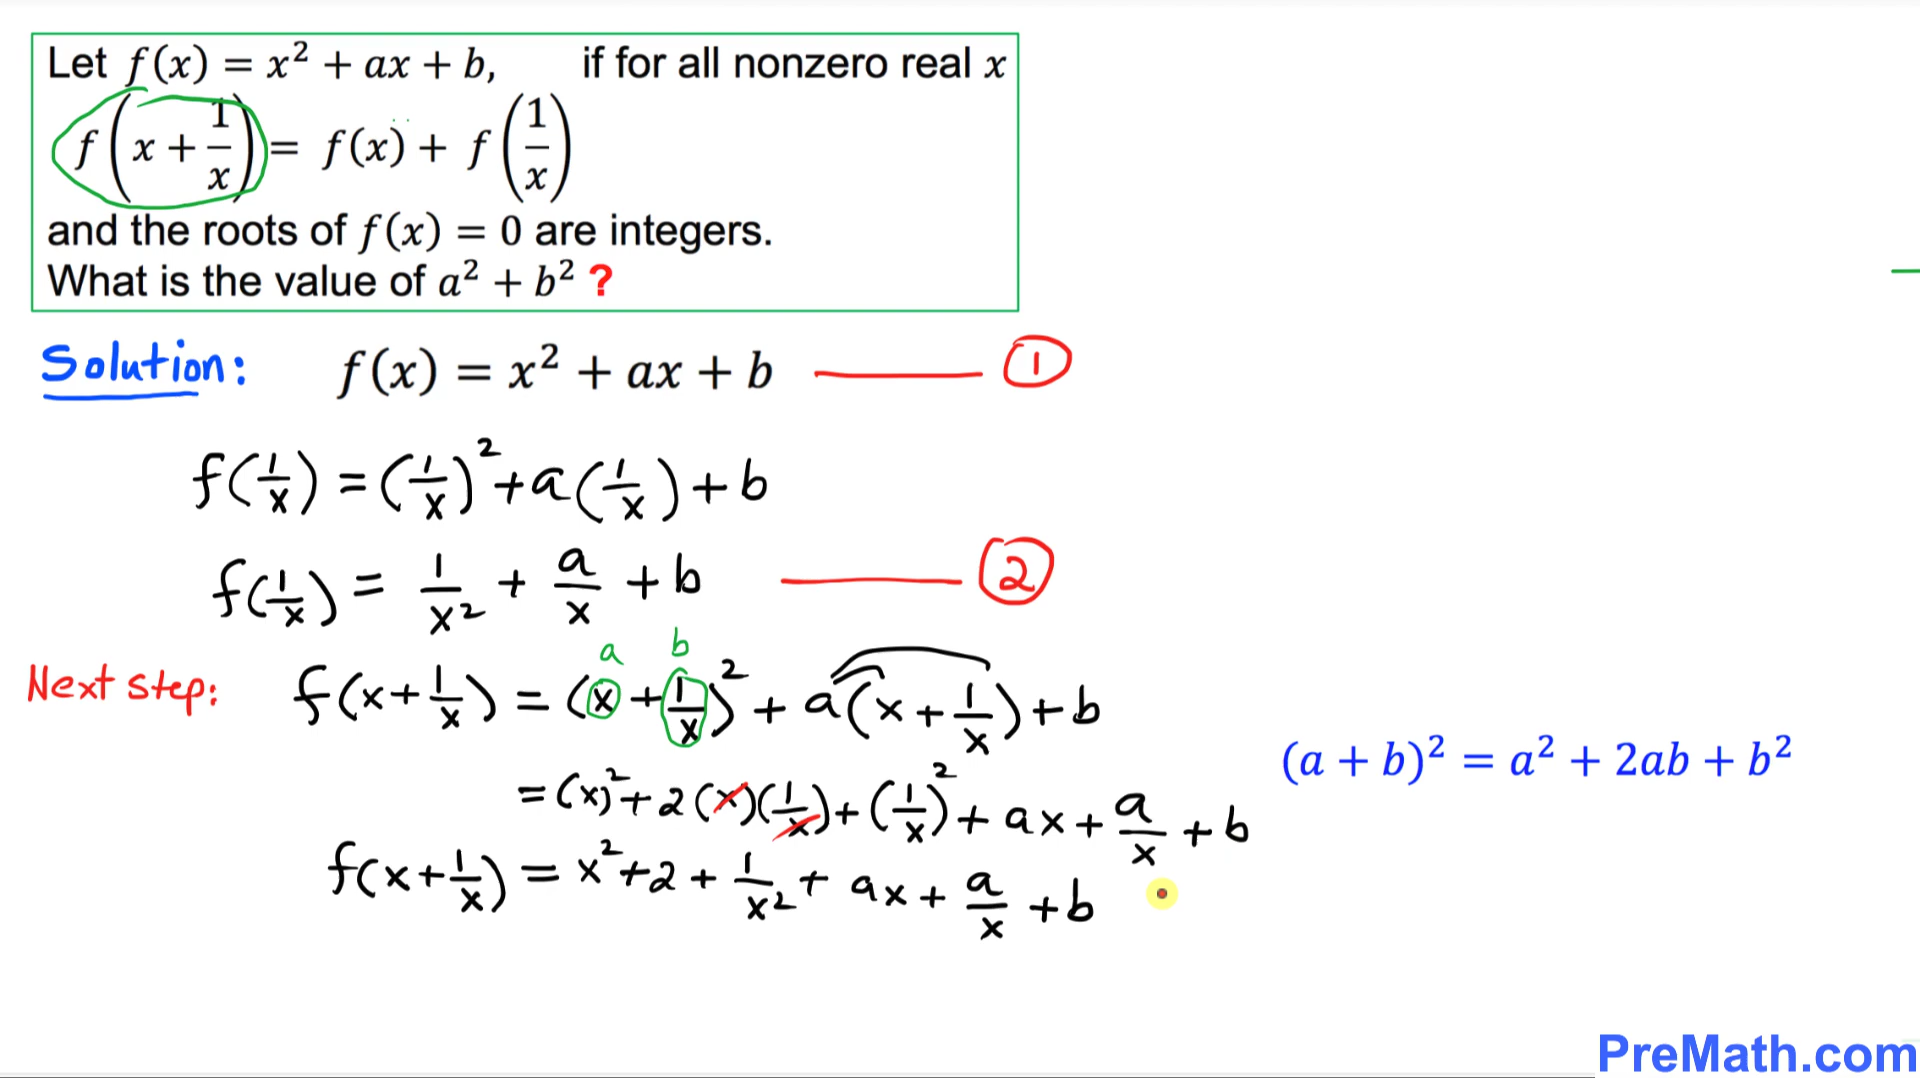 Let f(x) = x² + ax + b, if for all nonzero real x
f(x + 1/x) = f(x) + f(1/x)
and the roots of f(x) = 0 are integers.
What is the value of a² + b² ?
Solution: f(x) = x² + ax + b ——— ①
f(1/x) = (1/x)² + a(1/x) + b
f(1/x) = 1/x² + a/x + b ——— ②
a b
Next step: f(x + 1/x) = (x + 1/x)² + a(x + 1/x) + b
(a + b)² = a² + 2ab + b²
= (x)² + 2(x)(1/x) + (1/x)² + ax + a/x + b
f(x + 1/x) = x² + 2 + 1/x² + ax + a/x + b
PreMath.com